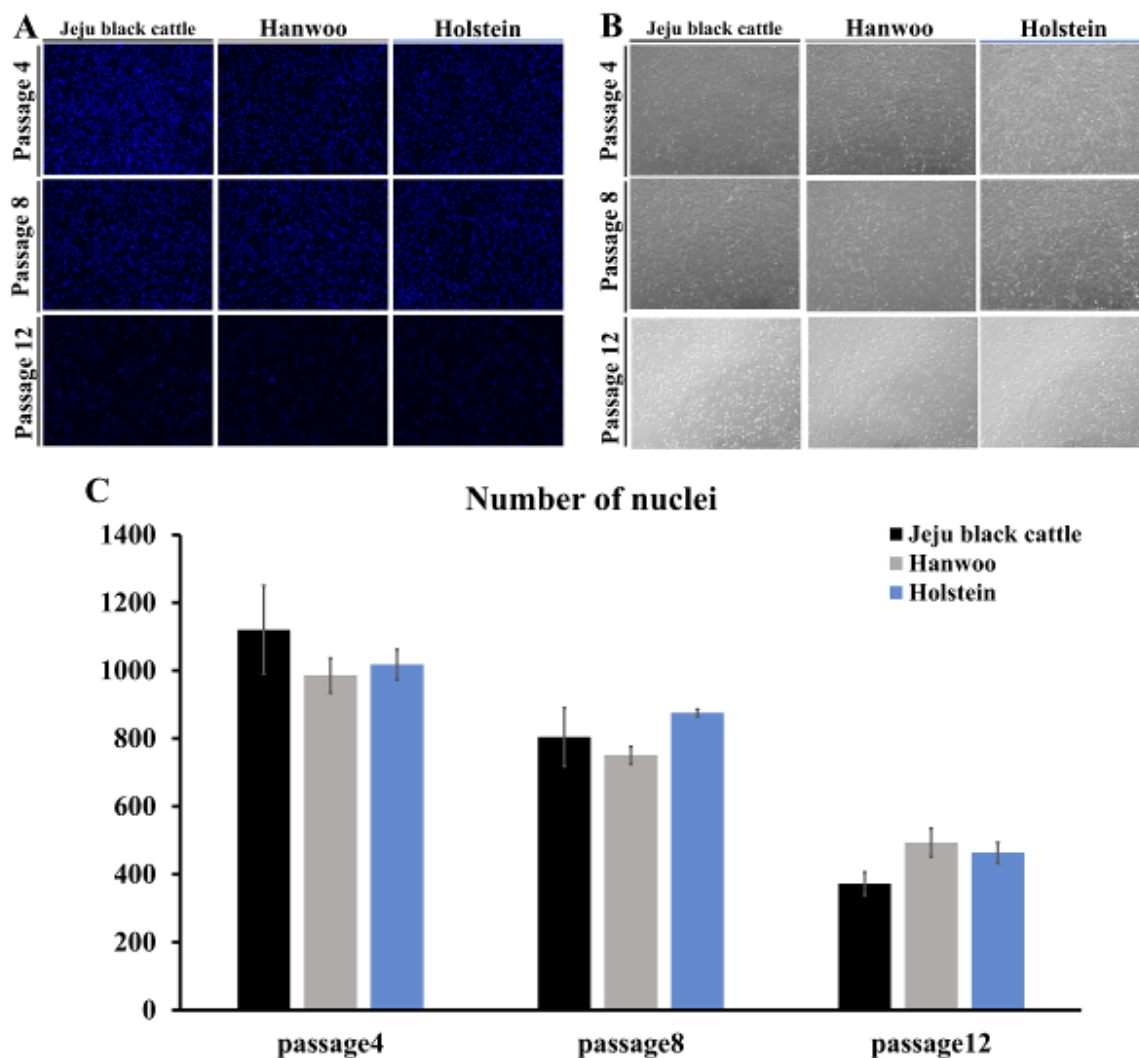 A
Jeju black cattle Hanwoo Holstein
Passage 4
Passage 8
Passage 12
B
Jeju black cattle Hanwoo Holstein
Passage 4
Passage 8
Passage 12
C
Number of nuclei
1400
1200
1000
800
600
400
200
0
Jeju black cattle
Hanwoo
Holstein
passage4 passage8 passage12